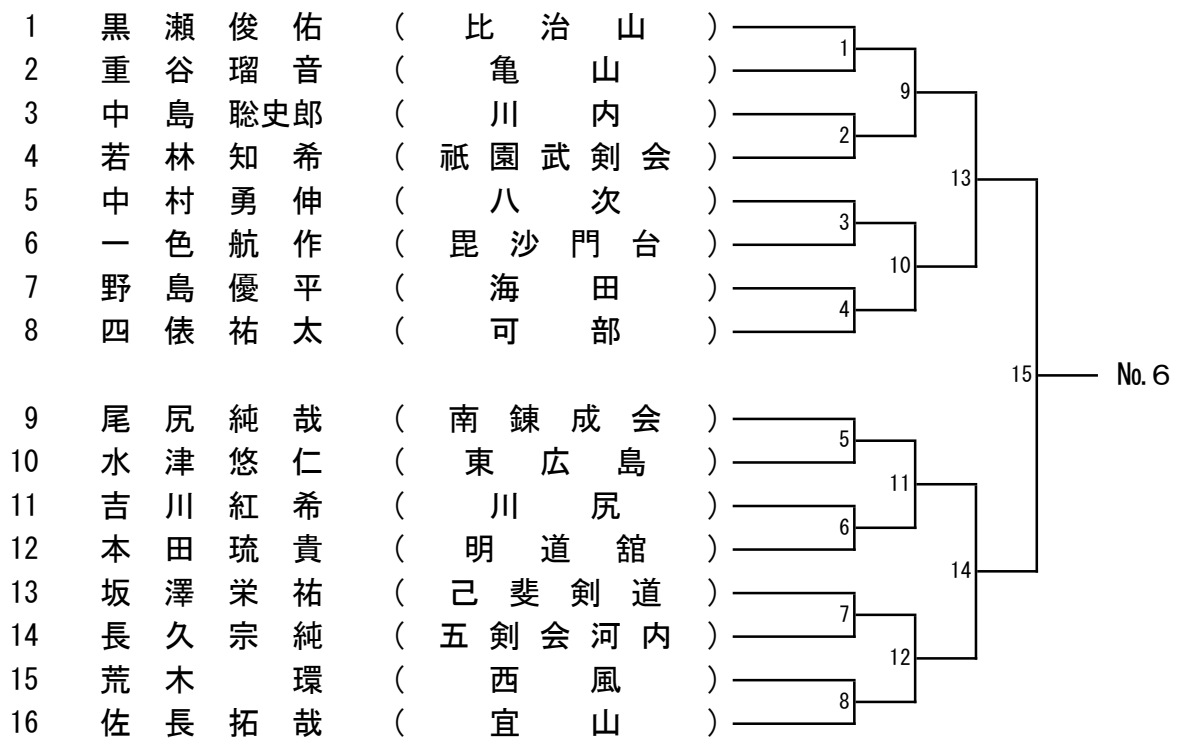 1 黒瀬俊佑 (比治山)
1
2 重谷瑠音 (亀山)
9
3 中島聡史郎 (川内)
2
4 若林知希 (祇園武剣会)
13
5 中村勇伸 (八次)
3
6 一色航作 (毘沙門台)
10
7 野島優平 (海田)
4
8 四俵祐太 (可部)
15 №6
9 尾尻純哉 (南錬成会)
5
10 水津悠仁 (東広島)
11
11 吉川紅希 (川尻)
6
12 本田琉貴 (明道舘)
14
13 坂澤栄祐 (己斐剣道)
7
14 長久宗純 (五剣会河内)
12
15 荒木環 (西風)
8
16 佐長拓哉 (宜山)